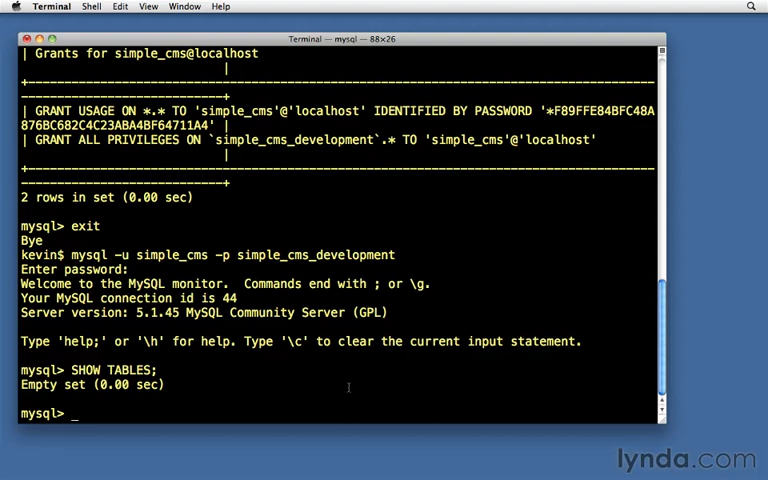 Terminal Shell Edit View Window Help
Terminal — mysql — 88×26
| Grants for simple_cms@localhost
|
+---------------------------------------------------------------------------------------
----------------------------+
| GRANT USAGE ON *.* TO 'simple_cms'@'localhost' IDENTIFIED BY PASSWORD '*F89FFE84BFC48A
876BC682C4C23ABA4BF64711A4' |
| GRANT ALL PRIVILEGES ON `simple_cms_development`.* TO 'simple_cms'@'localhost'
|
+---------------------------------------------------------------------------------------
----------------------------+
2 rows in set (0.00 sec)
mysql> exit
Bye
kevin$ mysql -u simple_cms -p simple_cms_development
Enter password:
Welcome to the MySQL monitor.  Commands end with ; or \g.
Your MySQL connection id is 44
Server version: 5.1.45 MySQL Community Server (GPL)
Type 'help;' or '\h' for help. Type '\c' to clear the current input statement.
mysql> SHOW TABLES;
Empty set (0.00 sec)
mysql> _
lynda.com